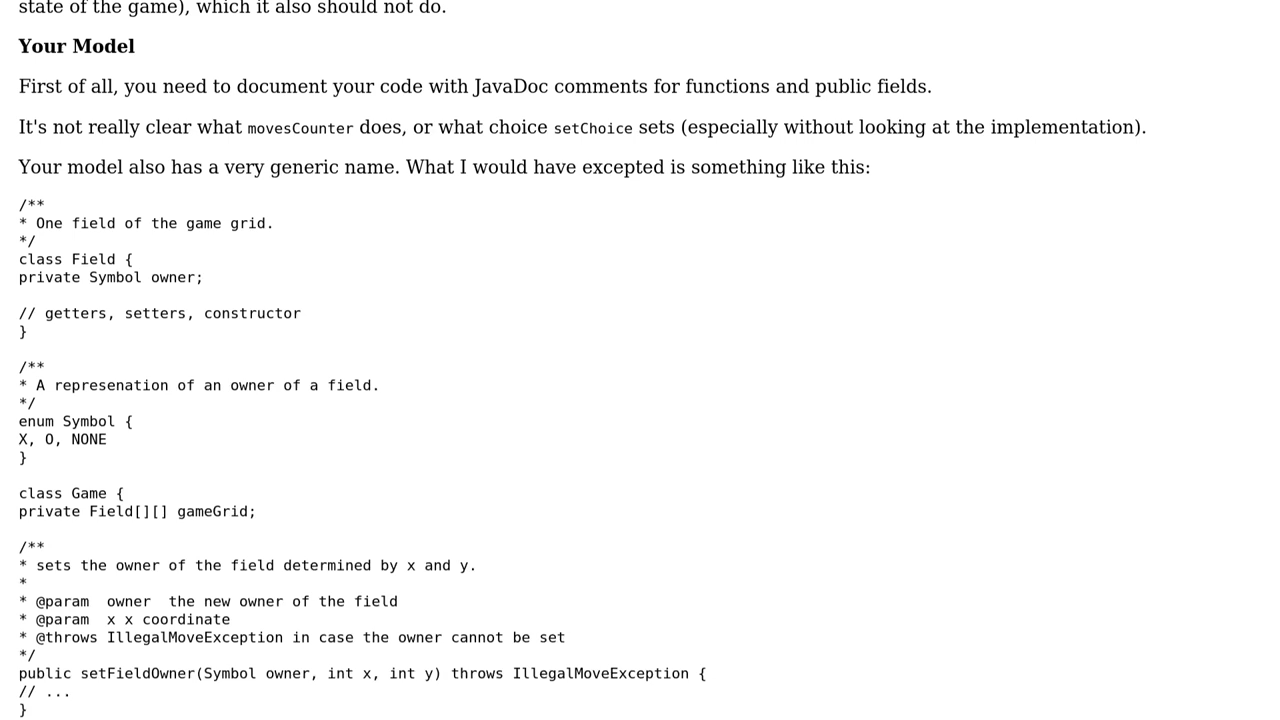 state of the game), which it also should not do.
Your Model
First of all, you need to document your code with JavaDoc comments for functions and public fields.
It's not really clear what movesCounter does, or what choice setChoice sets (especially without looking at the implementation).
Your model also has a very generic name. What I would have excepted is something like this:
/**
* One field of the game grid.
*/
class Field {
private Symbol owner;
// getters, setters, constructor
}
/**
* A represenation of an owner of a field.
*/
enum Symbol {
X, O, NONE
}
class Game {
private Field[][] gameGrid;
/**
* sets the owner of the field determined by x and y.
*
* @param  owner  the new owner of the field
* @param  x x coordinate
* @throws IllegalMoveException in case the owner cannot be set
*/
public setFieldOwner(Symbol owner, int x, int y) throws IllegalMoveException {
// ...
}